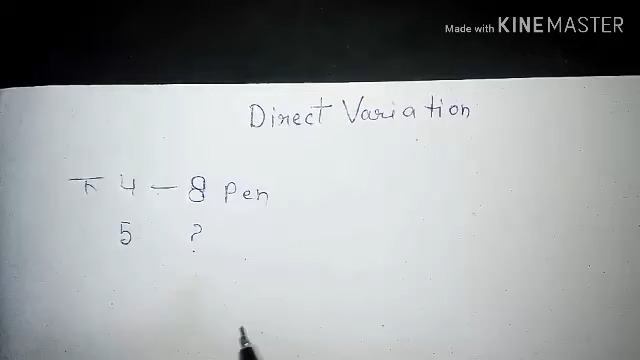 Made with KINEMASTER
Direct Variation
₹ 4 — 8 Pen
5 ?